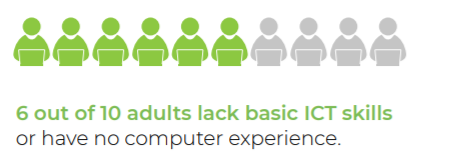 6 out of 10 adults lack basic ICT skills
or have no computer experience.